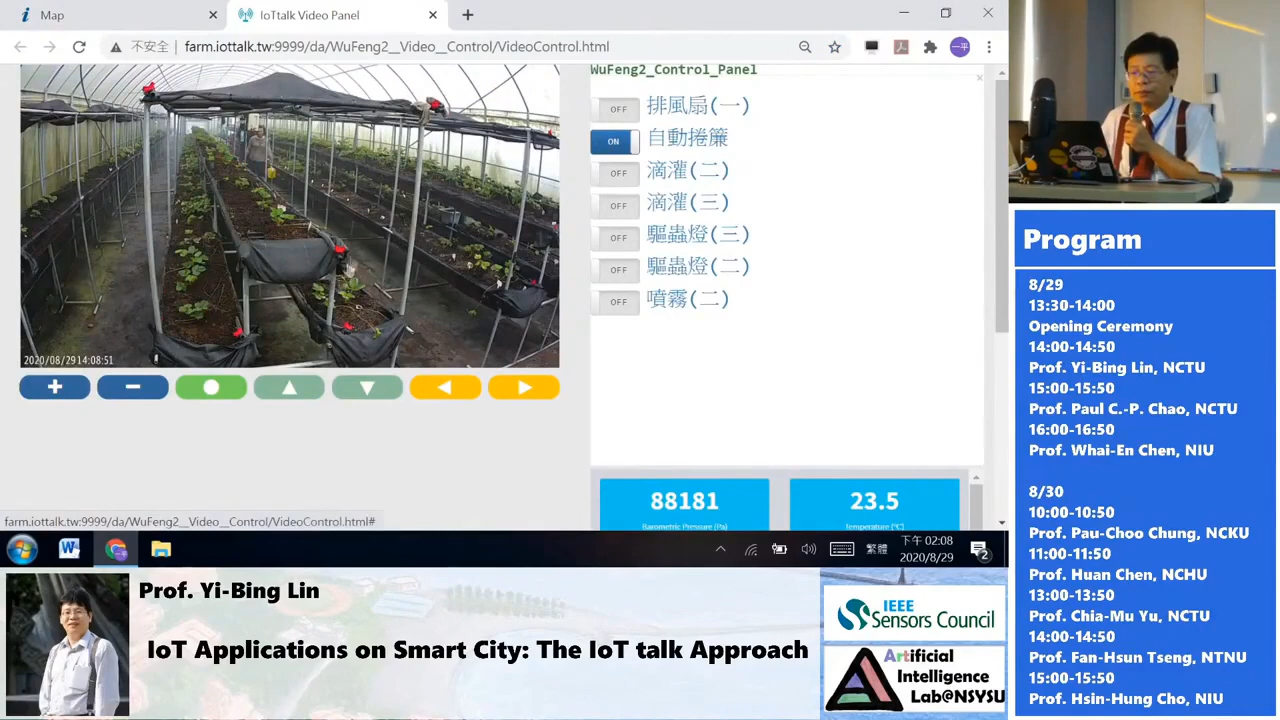 Map
IoTtalk Video Panel
不安全
farm.iottalk.tw:9999/da/WuFeng2__Video__Control/VideoControl.html
一平
WuFeng2_Control_Panel
OFF 排風扇(一)
ON 自動捲簾
OFF 滴灌(二)
OFF 滴灌(三)
OFF 驅蟲燈(三)
OFF 驅蟲燈(二)
OFF 噴霧(二)
2020/08/29 14:08:51
88181
Barometric Pressure (Pa)
23.5
Temperature (°C)
farm.iottalk.tw:9999/da/WuFeng2__Video__Control/VideoControl.html#
繁體
下午 02:08
2020/8/29
2
Prof. Yi-Bing Lin
IoT Applications on Smart City: The IoT talk Approach
IEEE
Sensors Council
Artificial
Intelligence
Lab@NSYSU
Program
8/29
13:30-14:00
Opening Ceremony
14:00-14:50
Prof. Yi-Bing Lin, NCTU
15:00-15:50
Prof. Paul C.-P. Chao, NCTU
16:00-16:50
Prof. Whai-En Chen, NIU
8/30
10:00-10:50
Prof. Pau-Choo Chung, NCKU
11:00-11:50
Prof. Huan Chen, NCHU
13:00-13:50
Prof. Chia-Mu Yu, NCTU
14:00-14:50
Prof. Fan-Hsun Tseng, NTNU
15:00-15:50
Prof. Hsin-Hung Cho, NIU